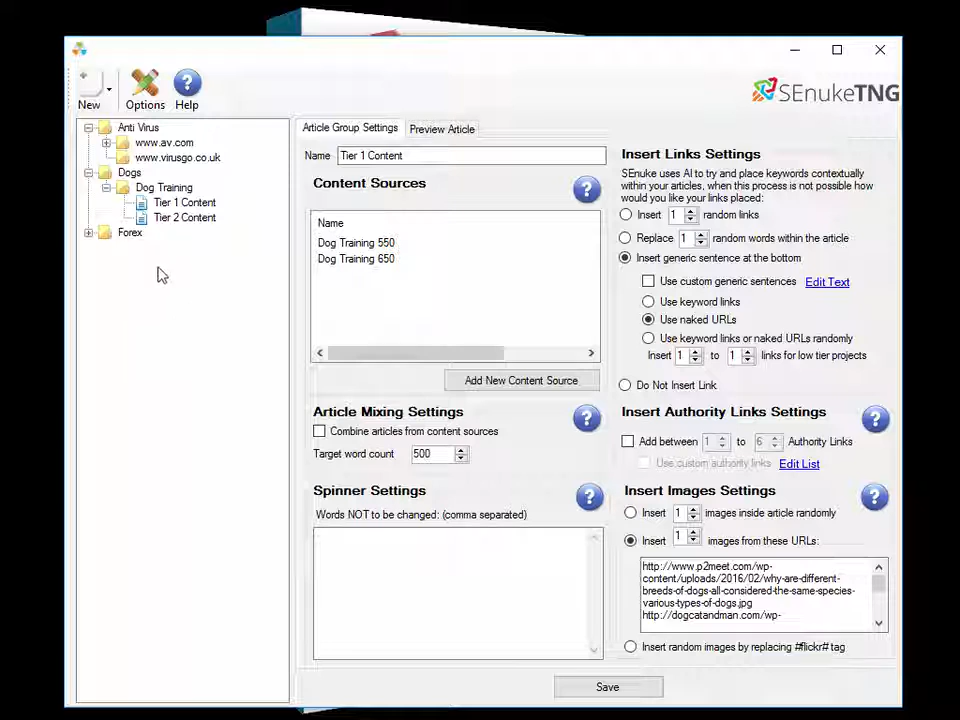 New
Options
Help
SEnukeTNG
Anti Virus
www.av.com
www.virusgo.co.uk
Dogs
Dog Training
Tier 1 Content
Tier 2 Content
Forex
Article Group Settings
Preview Article
Name
Tier 1 Content
Content Sources
?
Name
Dog Training 550
Dog Training 650
Add New Content Source
Article Mixing Settings
?
Combine articles from content sources
Target word count 500
Spinner Settings
?
Words NOT to be changed: (comma separated)
Insert Links Settings
SEnuke uses AI to try and place keywords contextually
within your articles, when this process is not possible how
would you like your links placed:
Insert 1 random links
Replace 1 random words within the article
Insert generic sentence at the bottom
Use custom generic sentences Edit Text
Use keyword links
Use naked URLs
Use keyword links or naked URLs randomly
Insert 1 to 1 links for low tier projects
Do Not Insert Link
Insert Authority Links Settings
?
Add between 1 to 6 Authority Links
Use custom authority links Edit List
Insert Images Settings
?
Insert 1 images inside article randomly
Insert 1 images from these URLs:
http://www.p2meet.com/wp-
content/uploads/2016/02/why-are-different-
breeds-of-dogs-all-considered-the-same-species-
various-types-of-dogs.jpg
http://dogcatandman.com/wp-
Insert random images by replacing #flickr# tag
Save